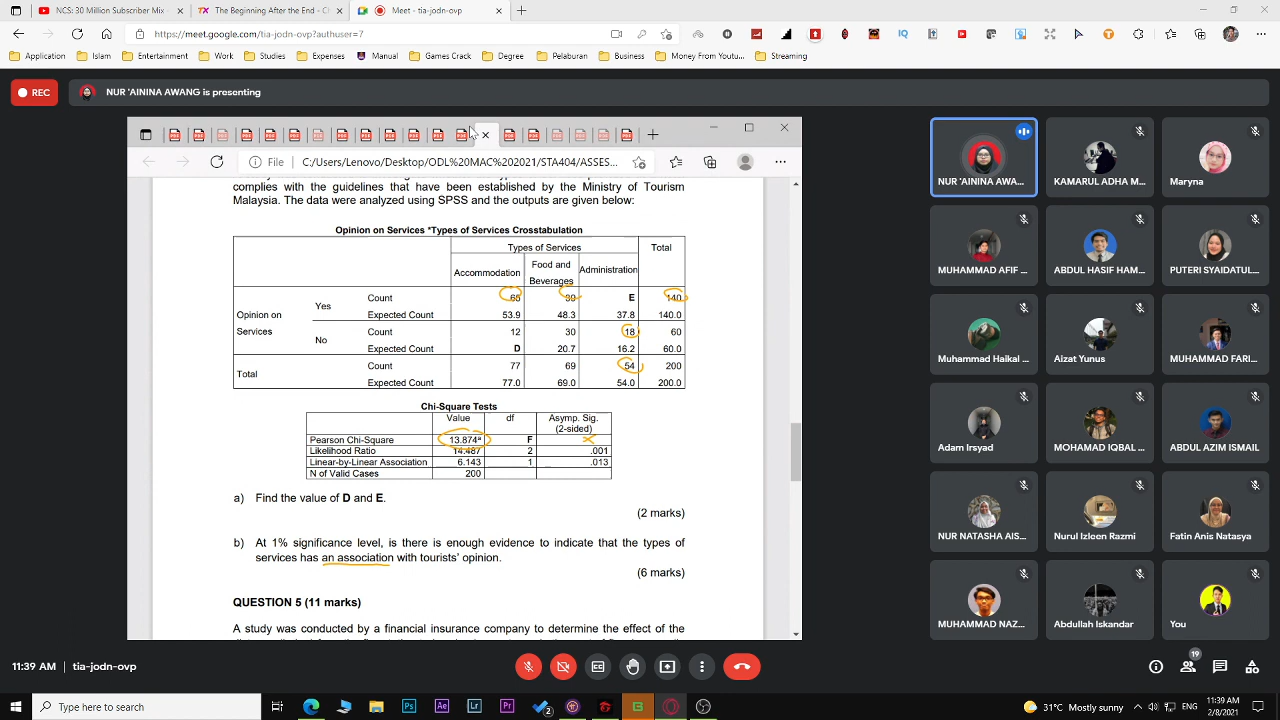 NCS: 30 Million Subscriber Mix -
The Beginning After the End - Ch
Meet - tia-jodn-ovp
https://meet.google.com/tia-jodn-ovp?authuser=7
Application Islam Entertainment Work Studies Expenses Manual Games Crack Degree Pelaburan Business Money From Youtu... Streaming
REC
NUR 'AININA AWANG is presenting
File C:/Users/Lenovo/Desktop/ODL%20MAC%202021/STA404/ASSES...
complies with the guidelines that have been established by the Ministry of Tourism
Malaysia. The data were analyzed using SPSS and the outputs are given below:
Opinion on Services *Types of Services Crosstabulation
Types of Services Total
Accommodation Food and Beverages Administration
Opinion on Services Yes Count 65 39 E 140
Expected Count 53.9 48.3 37.8 140.0
No Count 12 30 18 60
Expected Count D 20.7 16.2 60.0
Total Count 77 69 54 200
Expected Count 77.0 69.0 54.0 200.0
Chi-Square Tests
Value df Asymp. Sig. (2-sided)
Pearson Chi-Square 13.874ᵃ F
Likelihood Ratio 14.487 2 .001
Linear-by-Linear Association 6.143 1 .013
N of Valid Cases 200
a) Find the value of D and E.
(2 marks)
b) At 1% significance level, is there is enough evidence to indicate that the types of
services has an association with tourists' opinion.
(6 marks)
QUESTION 5 (11 marks)
A study was conducted by a financial insurance company to determine the effect of the
NUR 'AININA AWA...
KAMARUL ADHA M...
Maryna
MUHAMMAD AFIF
ABDUL HASIF HAM...
PUTERI SYAIDATUL...
Muhammad Haikal
Aizat Yunus
MUHAMMAD FARI...
Adam Irsyad
MOHAMAD IQBAL
ABDUL AZIM ISMAIL
NUR NATASHA AIS...
Nurul Izleen Razmi
Fatin Anis Natasya
MUHAMMAD NAZ...
Abdullah Iskandar
You
11:39 AM | tia-jodn-ovp
19
Type here to search
31°C Mostly sunny
ENG
11:39 AM
2/8/2021